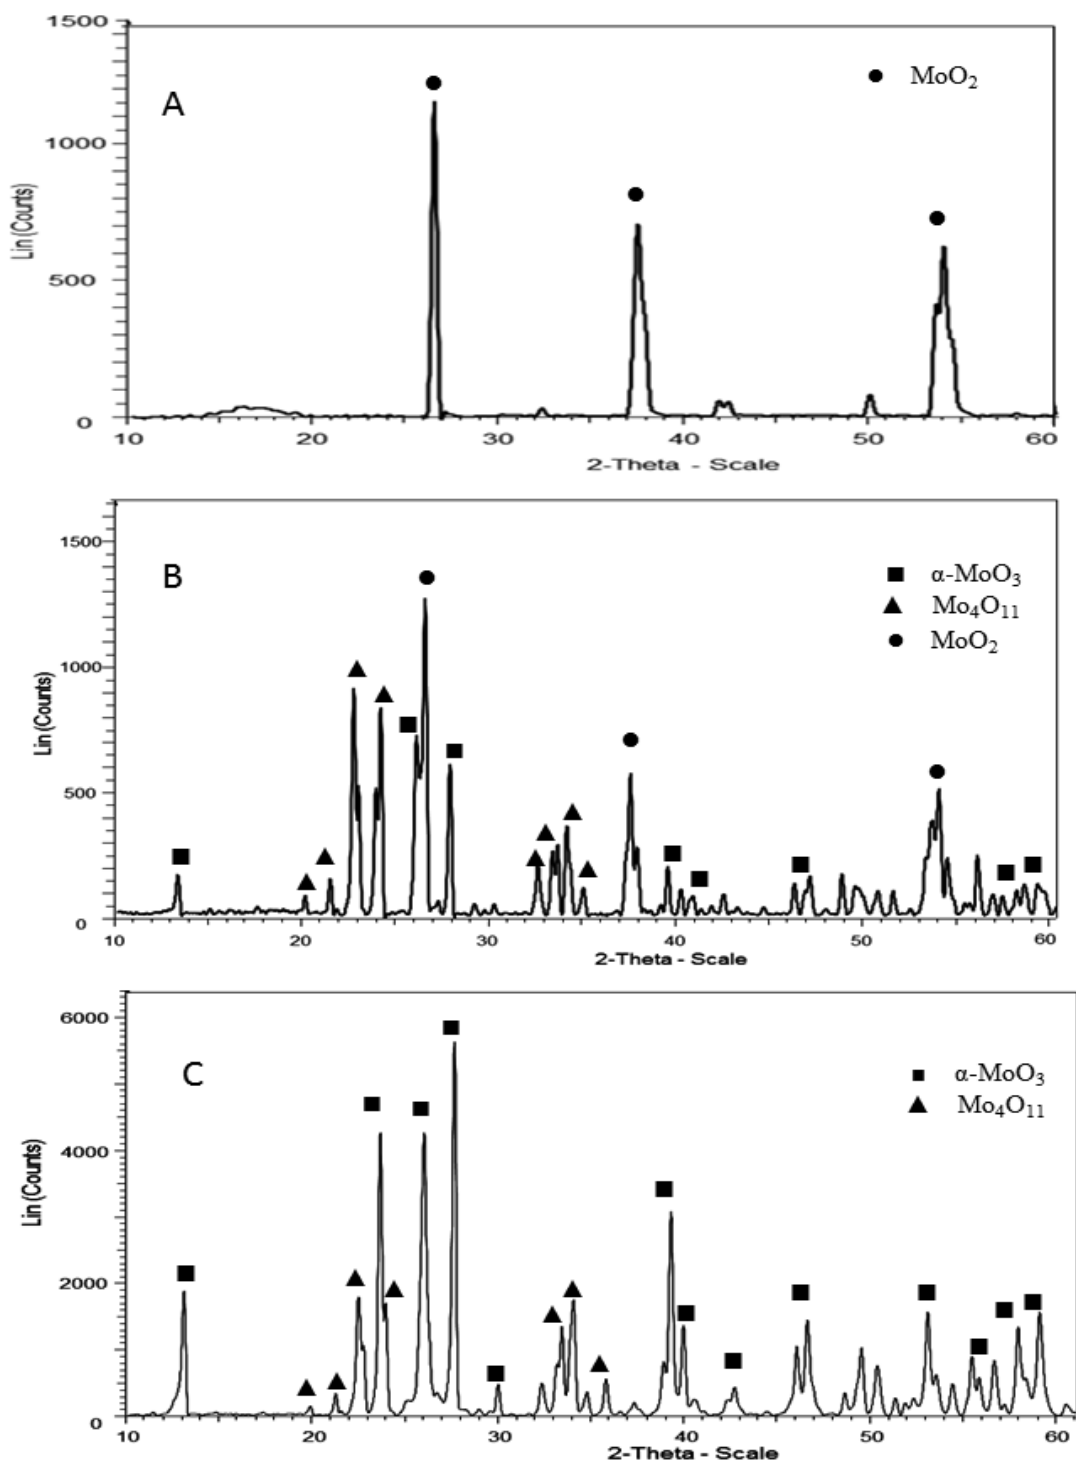 1500
A
● MoO₂
1000
Lin (Counts)
500
0
10 20 30 40 50 60
2-Theta - Scale
1500
B
■ α-MoO₃
▲ Mo₄O₁₁
● MoO₂
1000
Lin (Counts)
500
0
10 20 30 40 50 60
2-Theta - Scale
6000
C
■ α-MoO₃
▲ Mo₄O₁₁
4000
Lin (Counts)
2000
0
10 20 30 40 50 60
2-Theta - Scale